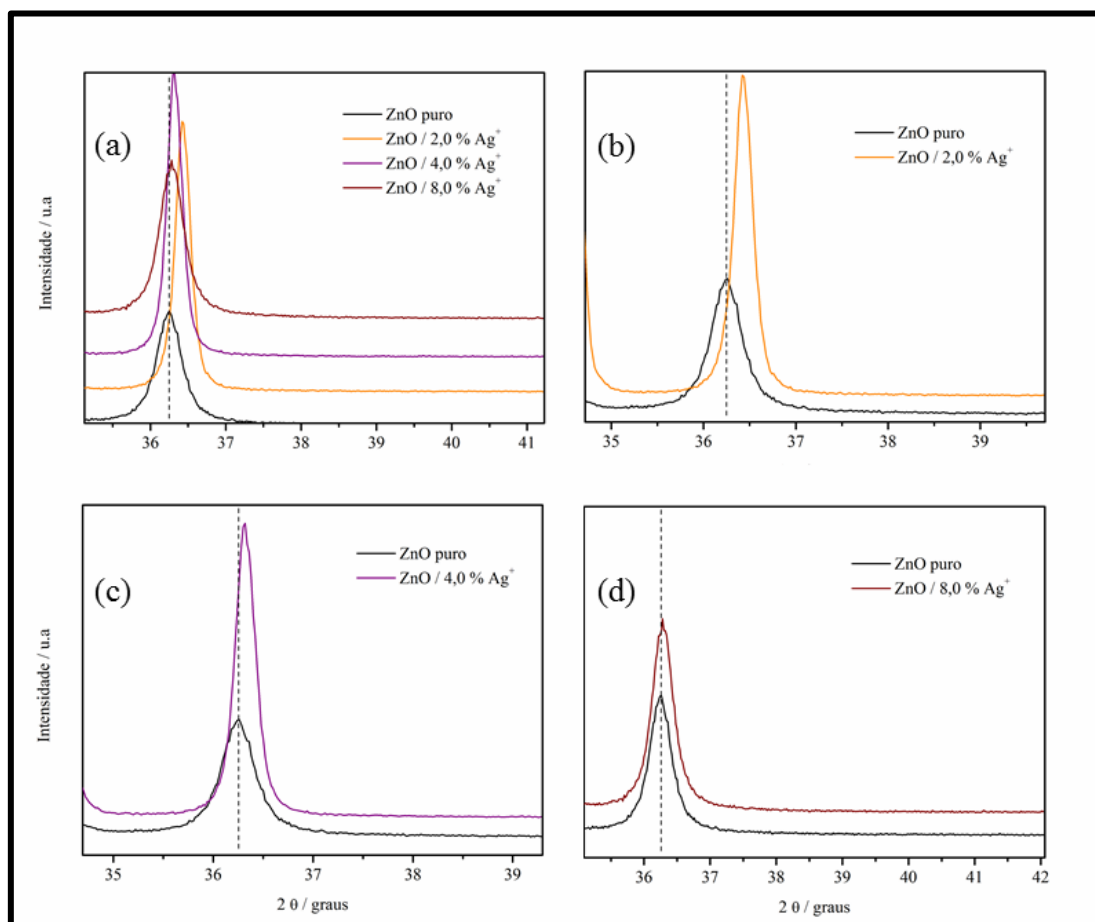 (a)
ZnO puro
ZnO / 2,0 % Ag⁺
ZnO / 4,0 % Ag⁺
ZnO / 8,0 % Ag⁺
Intensidade / u.a
36 37 38 39 40 41
(b)
ZnO puro
ZnO / 2,0 % Ag⁺
35 36 37 38 39
(c)
ZnO puro
ZnO / 4,0 % Ag⁺
Intensidade / u.a
35 36 37 38 39
2 θ / graus
(d)
ZnO puro
ZnO / 8,0 % Ag⁺
36 37 38 39 40 41 42
2 θ / graus